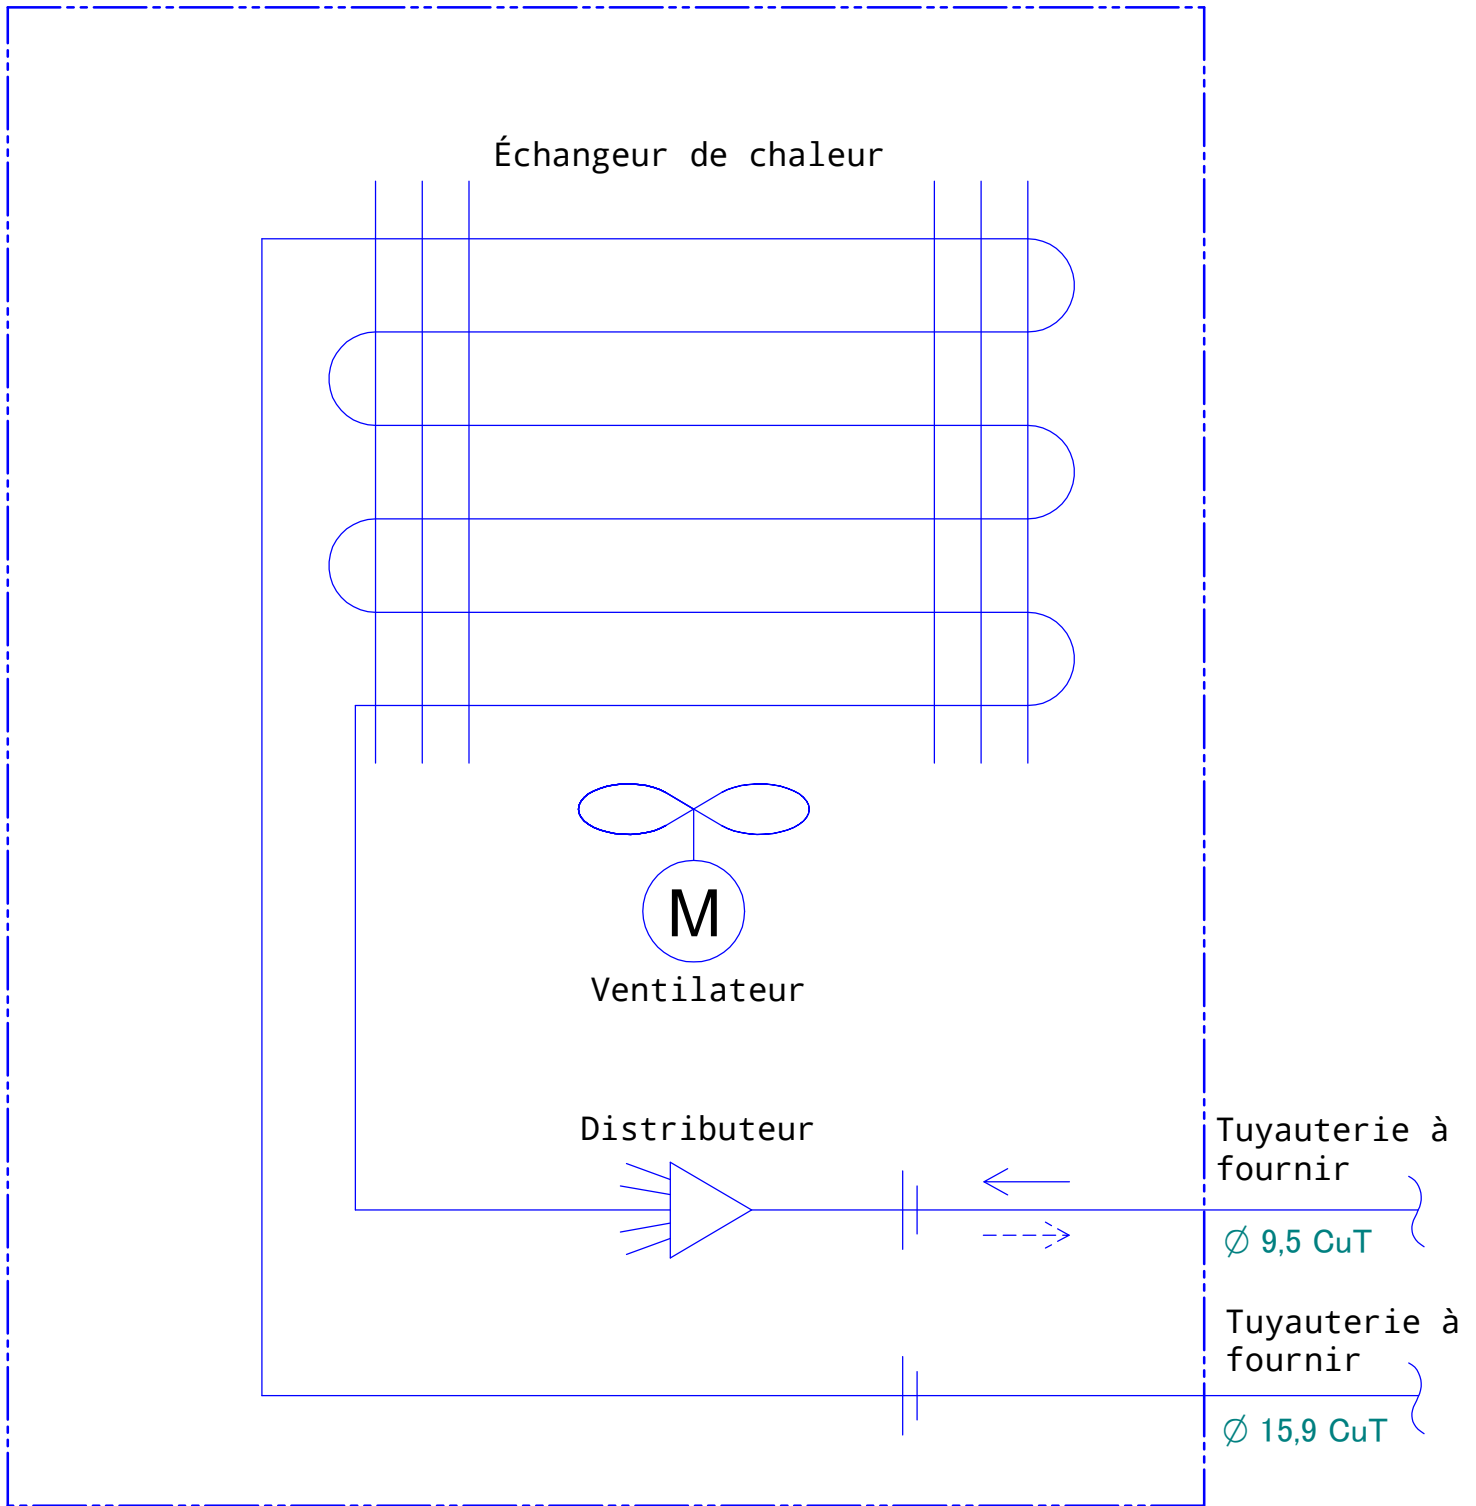 Échangeur de chaleur
M
Ventilateur
Distributeur
Tuyauterie à
fournir
∅ 9,5 CuT
Tuyauterie à
fournir
∅ 15,9 CuT